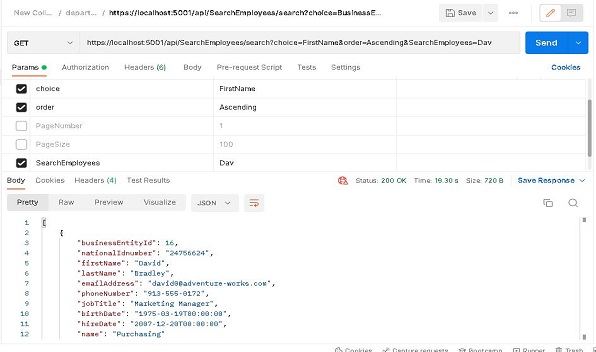 New Coll... / depart... / https://localhost:5001/api/SearchEmployees/search?choice=BusinessE...
Save
GET https://localhost:5001/api/SearchEmployees/search?choice=FirstName&order=Ascending&SearchEmployees=Dav Send
Params Authorization Headers (6) Body Pre-request Script Tests Settings Cookies
choice FirstName
order Ascending
PageNumber 1
PageSize 100
SearchEmployees Dav
Body Cookies Headers (4) Test Results Status: 200 OK Time: 19.30 s Size: 720 B Save Response
Pretty Raw Preview Visualize JSON
1 [
2 {
3 "businessEntityId": 16,
4 "nationalIdnumber": "24756624",
5 "firstName": "David",
6 "lastName": "Bradley",
7 "emailAddress": "david0@adventure-works.com",
8 "phoneNumber": "913-555-0172",
9 "jobTitle": "Marketing Manager",
10 "birthDate": "1975-03-19T00:00:00",
11 "hireDate": "2007-12-20T00:00:00",
12 "name": "Purchasing"
Cookies Capture requests Bootcamp Runner Trash